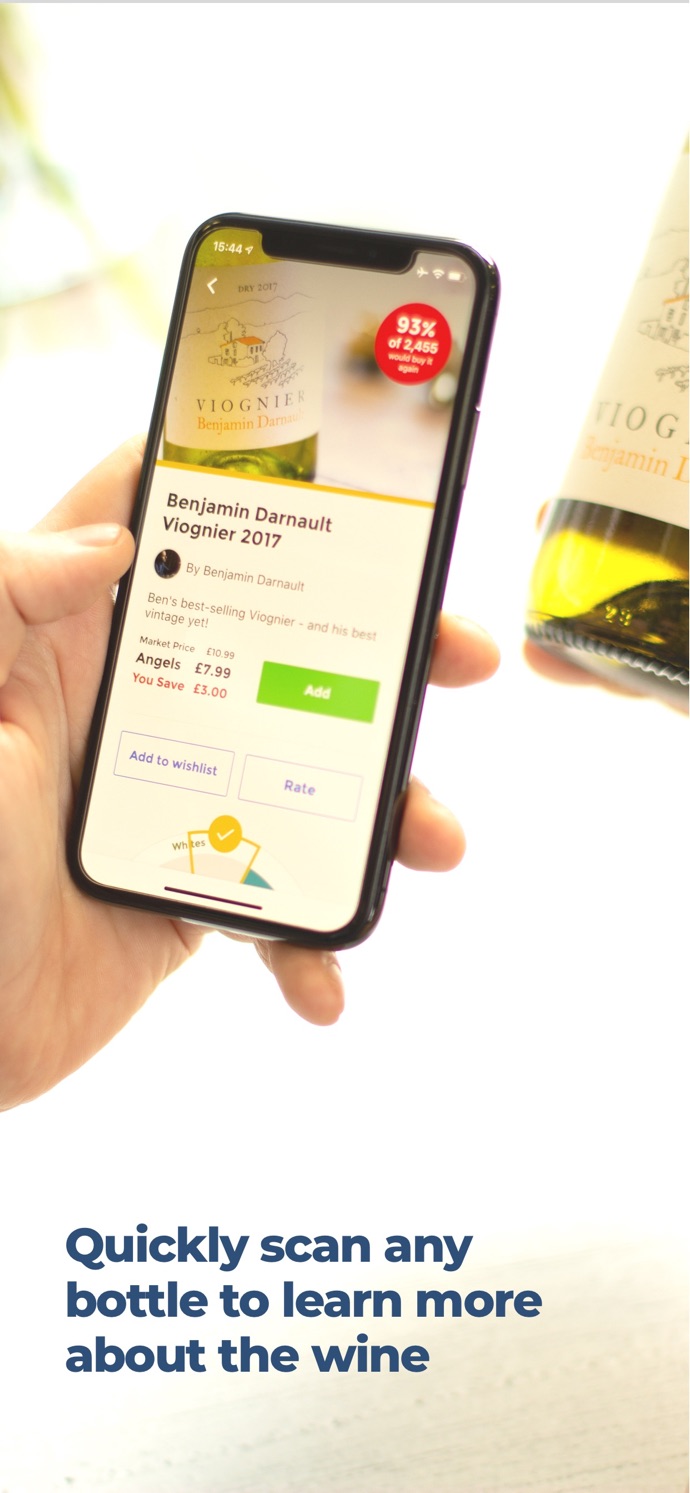 15:44
DRY 2017
VIOGNIER
Benjamin Darnau
93%
of 2,455
would buy it
again
Benjamin Darnault
Viognier 2017
By Benjamin Darnault
Ben's best-selling Viognier - and his best
vintage yet!
Market Price £10.99
Angels £7.99
You Save £3.00
Add
Add to wishlist
Rate
Whites
VIOG
Benjamin D
Quickly scan any
bottle to learn more
about the wine